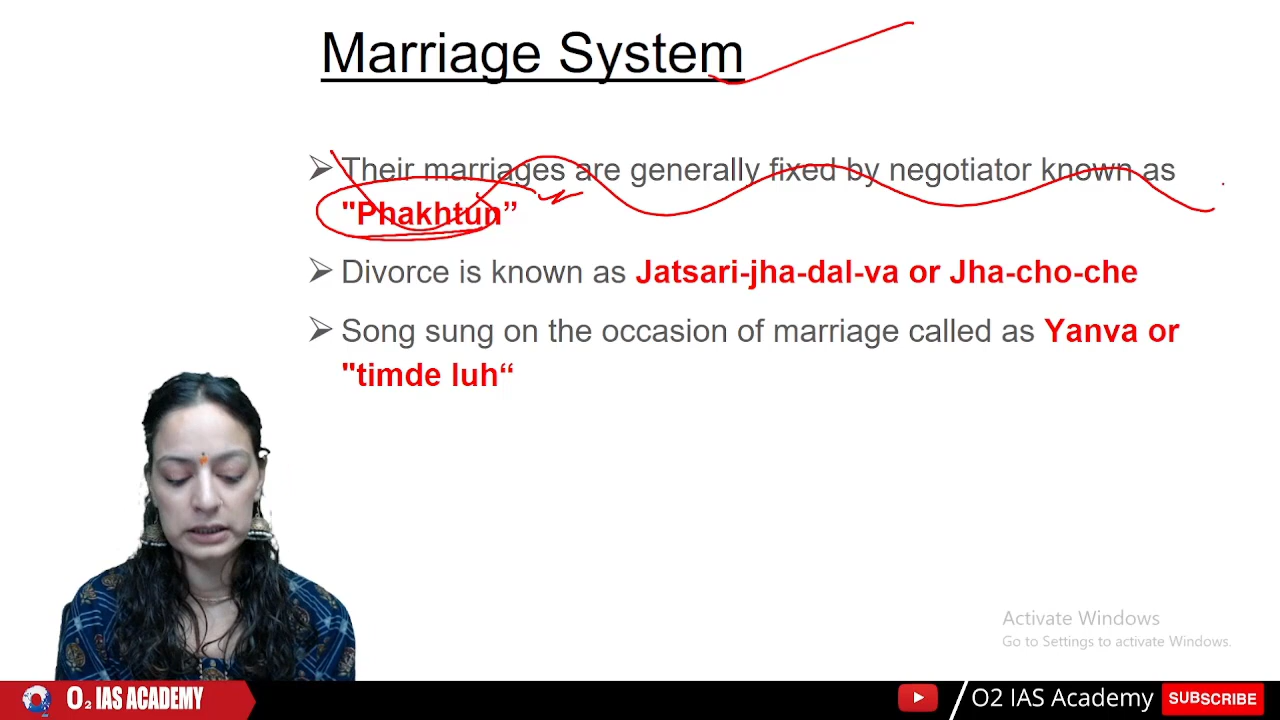 Marriage System
Their marriages are generally fixed by negotiator known as
"Phakhtun”
Divorce is known as Jatsari-jha-dal-va or Jha-cho-che
Song sung on the occasion of marriage called as Yanva or
"timde luh“
Activate Windows
Go to Settings to activate Windows.
O2 IAS ACADEMY
O2 IAS Academy SUBSCRIBE